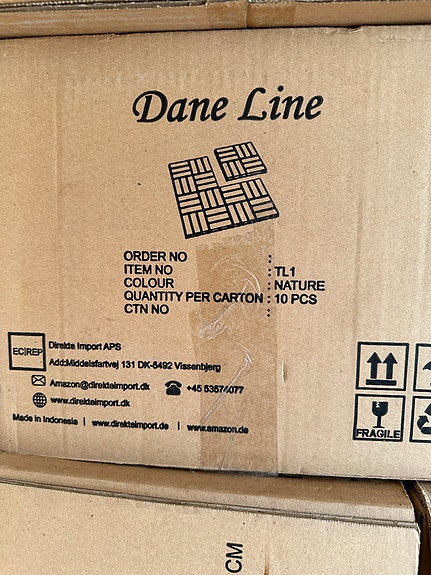 Dane Line
ORDER NO :
ITEM NO : TL1
COLOUR : NATURE
QUANTITY PER CARTON : 10 PCS
CTN NO :
EC REP
Direkte Import APS
Add:Middelsfartvej 131 DK-5492 Vissenbjerg
Amazon@direkteimport.dk +45 53574077
www.direkteimport.dk
Made in Indonesia | www.direkteimport.de | www.amazon.de
FRAGILE
CM